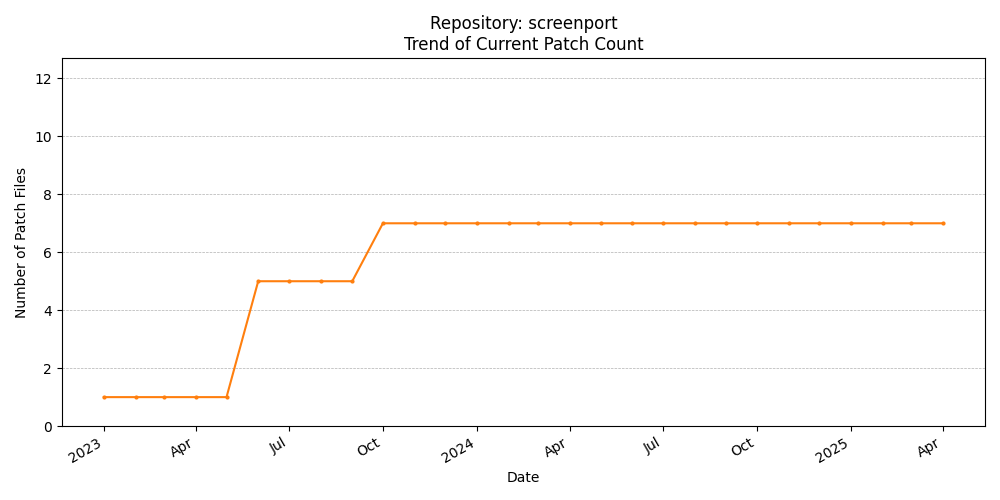 Repository: screenport
Trend of Current Patch Count
Number of Patch Files
12
10
8
6
4
2
0
2023
Apr
Jul
Oct
2024
Apr
Jul
Oct
2025
Apr
Date